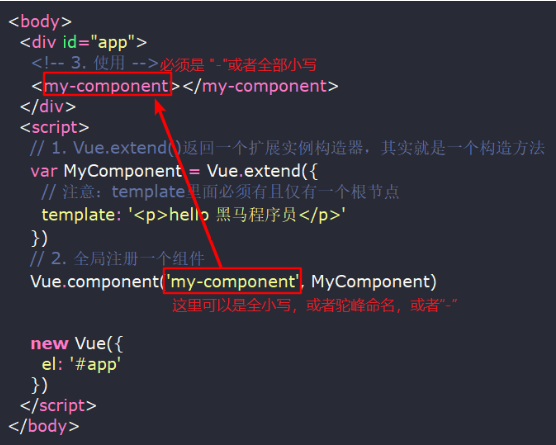 <body>
<div id="app">
<!-- 3. 使用 -->必须是 "-"或者全部小写
<my-component></my-component>
</div>
<script>
// 1. Vue.extend()返回一个扩展实例构造器，其实就是一个构造方法
var MyComponent = Vue.extend({
// 注意：template里面必须有且仅有一个根节点
template: '<p>hello 黑马程序员</p>'
})
// 2. 全局注册一个组件
Vue.component('my-component', MyComponent)
这里可以是全小写，或者驼峰命名，或者"-"
new Vue({
el: '#app'
})
</script>
</body>